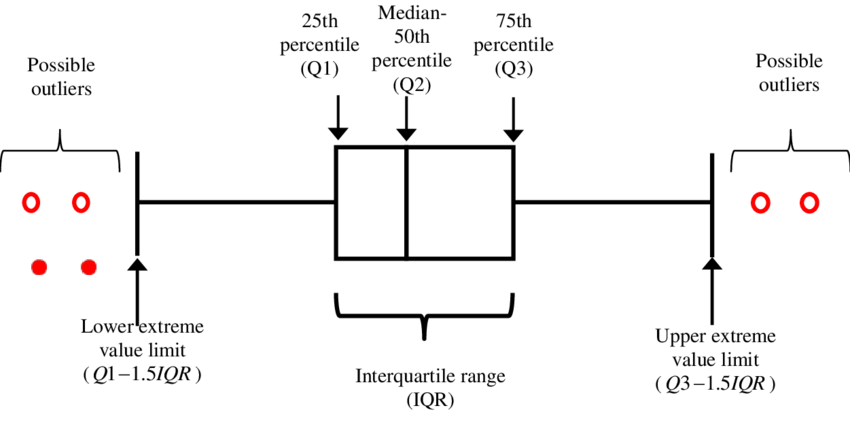 Possible
outliers
25th
percentile
(Q1)
Median-
50th
percentile
(Q2)
75th
percentile
(Q3)
Possible
outliers
Lower extreme
value limit
( Q1−1.5IQR )
Interquartile range
(IQR)
Upper extreme
value limit
( Q3−1.5IQR )